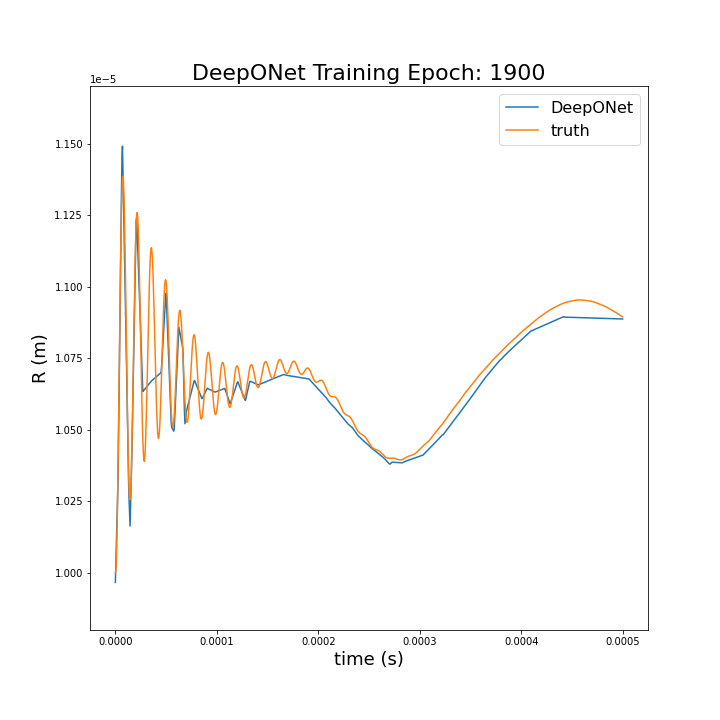 DeepONet Training Epoch: 1900
1e−5
DeepONet
truth
1.150
1.125
1.100
1.075
1.050
1.025
1.000
R (m)
0.0000 0.0001 0.0002 0.0003 0.0004 0.0005
time (s)